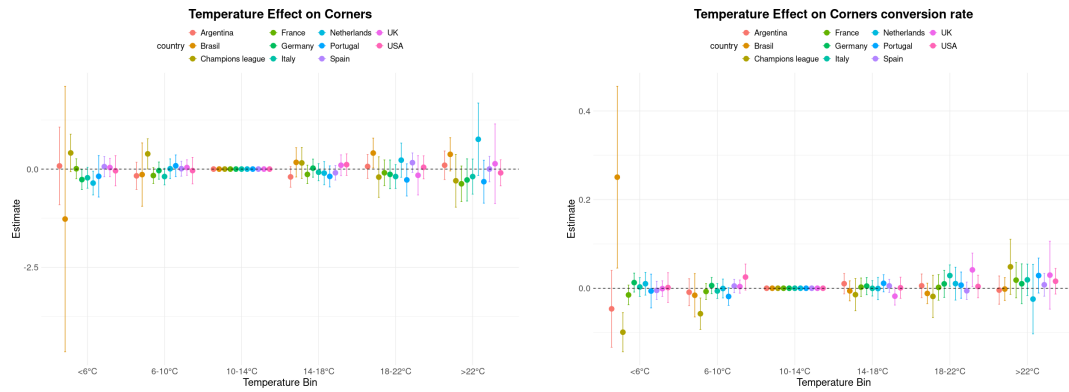 Temperature Effect on Corners
country
Argentina
Brasil
Champions league
France
Germany
Italy
Netherlands
Portugal
Spain
UK
USA
Estimate
0.0
-2.5
<6°C
6-10°C
10-14°C
14-18°C
18-22°C
>22°C
Temperature Bin
Temperature Effect on Corners conversion rate
country
Argentina
Brasil
Champions league
France
Germany
Italy
Netherlands
Portugal
Spain
UK
USA
Estimate
0.4
0.2
0.0
<6°C
6-10°C
10-14°C
14-18°C
18-22°C
>22°C
Temperature Bin